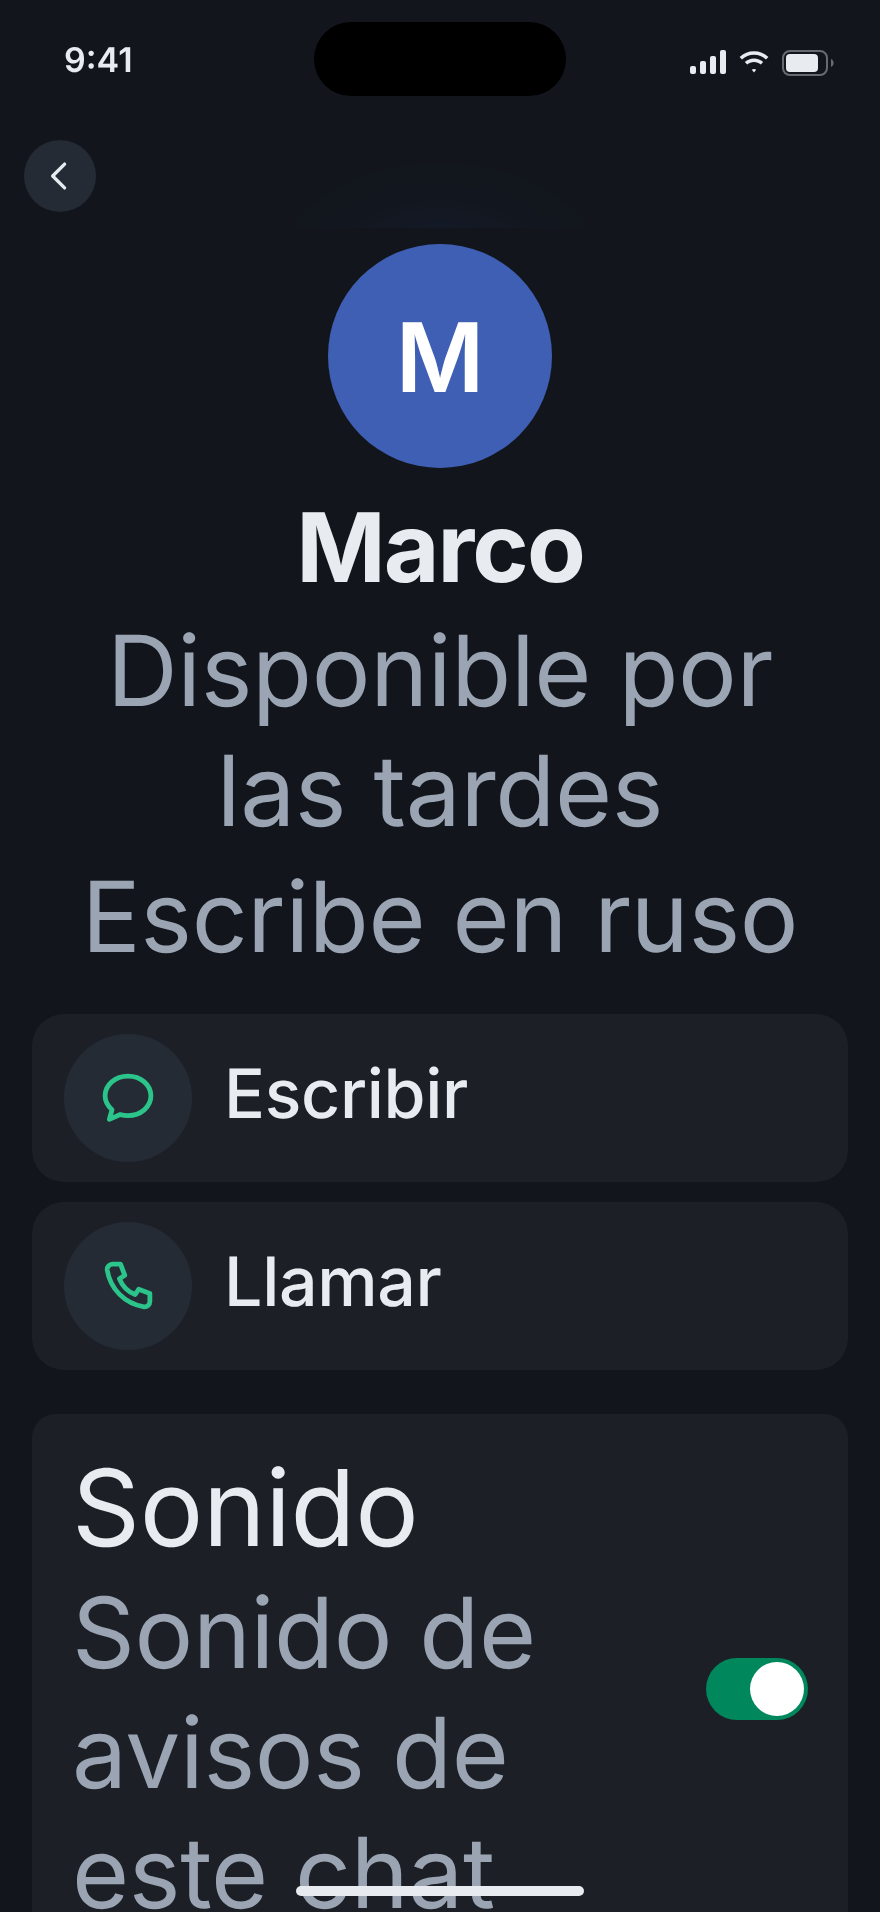 9:41
M
Marco
Disponible por
las tardes
Escribe en ruso
Escribir
Llamar
Sonido
Sonido de
avisos de
este chat